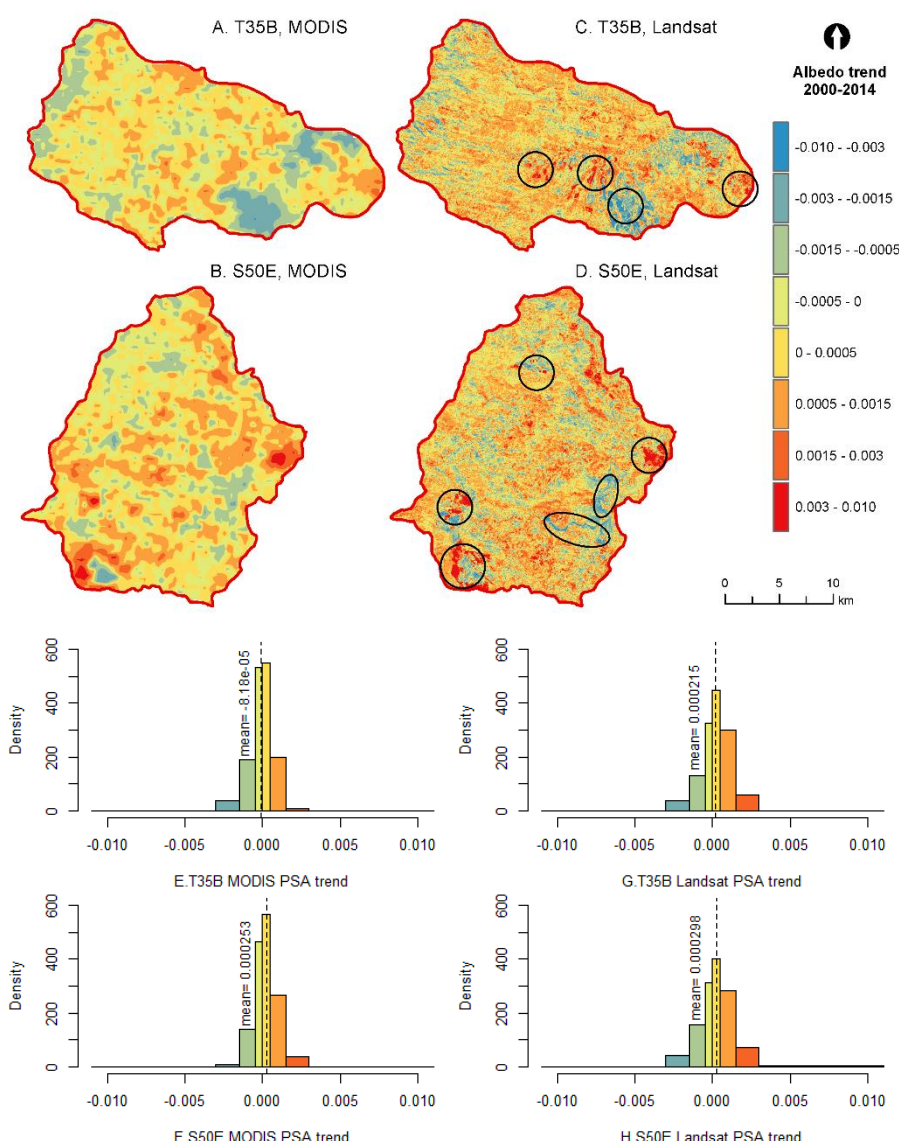 A. T35B, MODIS
C. T35B, Landsat
Albedo trend
2000-2014
-0.010 - -0.003
-0.003 - -0.0015
-0.0015 - -0.0005
-0.0005 - 0
0 - 0.0005
0.0005 - 0.0015
0.0015 - 0.003
0.003 - 0.010
B. S50E, MODIS
D. S50E, Landsat
0 5 10
km
Density
0 200 400 600
mean= -8.18e-05
-0.010 -0.005 0.000 0.005 0.010
E.T35B MODIS PSA trend
Density
0 200 400 600
mean= 0.000215
-0.010 -0.005 0.000 0.005 0.010
G.T35B Landsat PSA trend
Density
0 200 400 600
mean= 0.000253
-0.010 -0.005 0.000 0.005 0.010
F.S50E MODIS PSA trend
Density
0 200 400 600
mean= 0.000298
-0.010 -0.005 0.000 0.005 0.010
H.S50E Landsat PSA trend